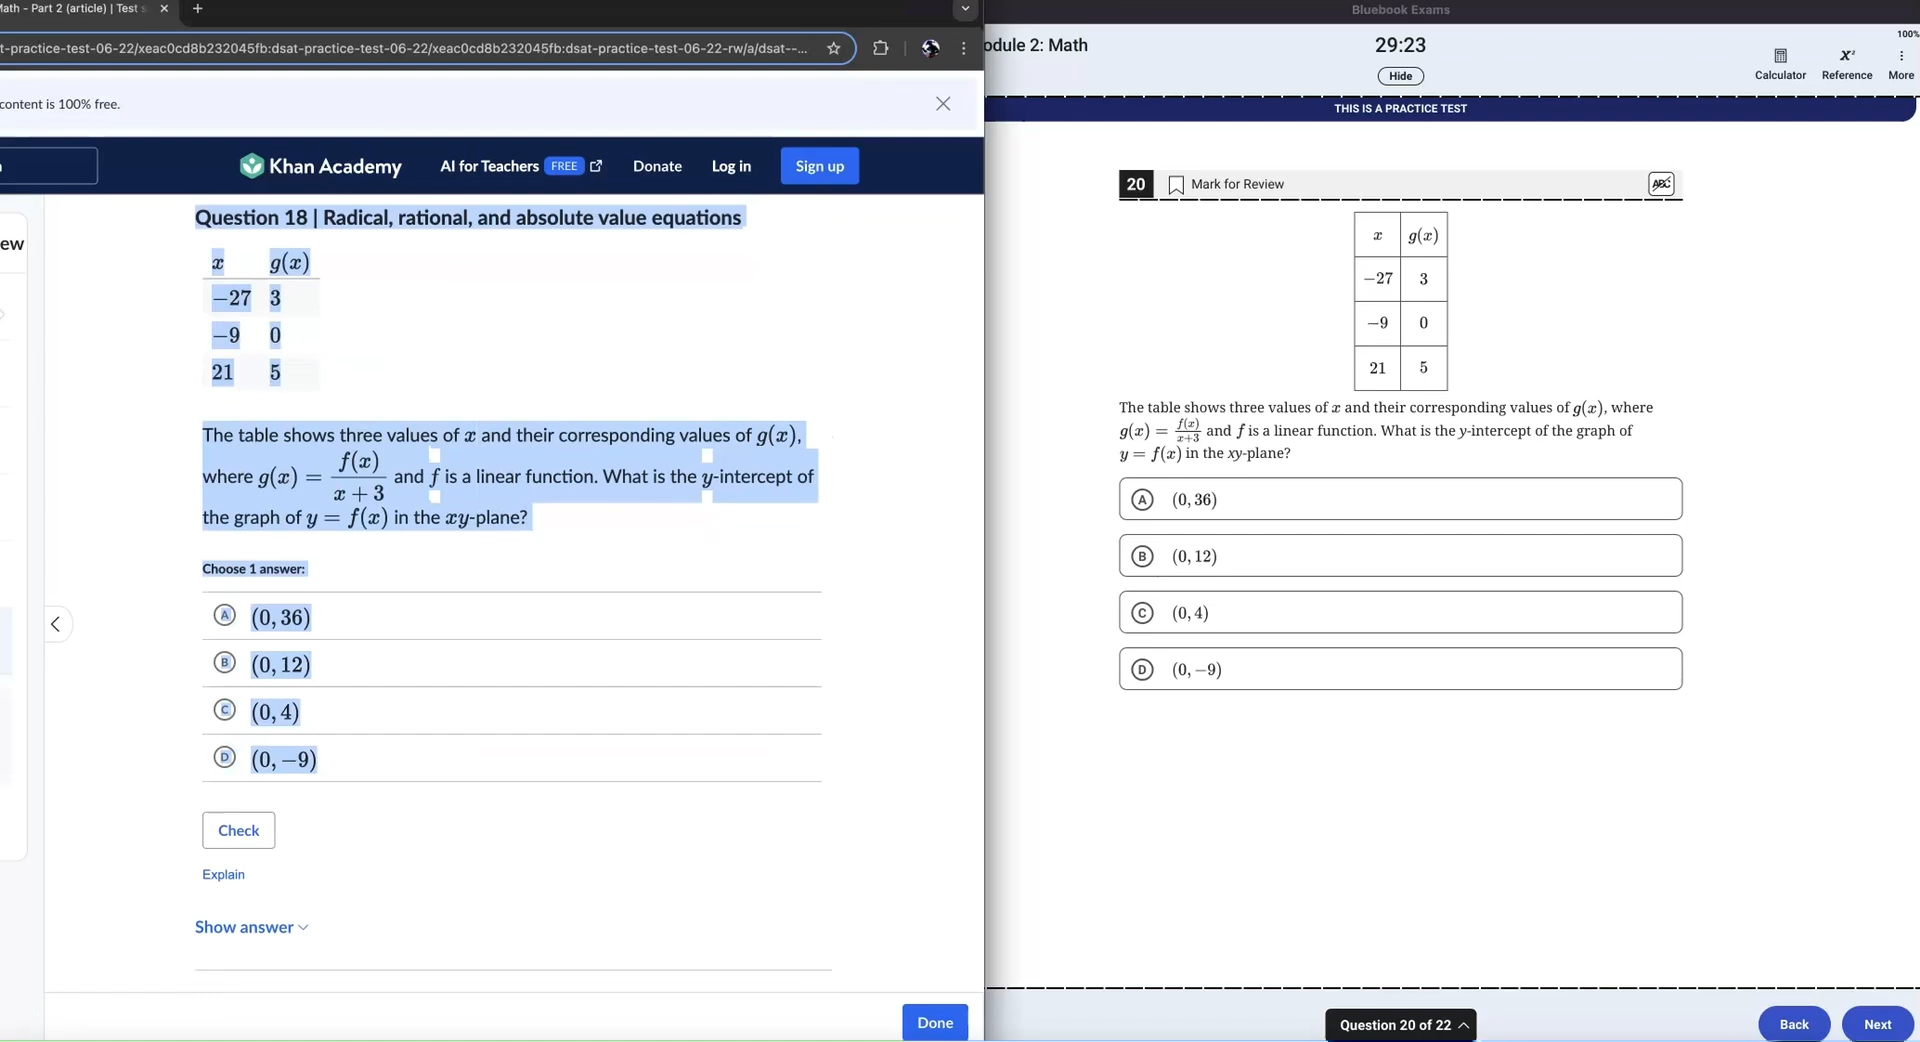 Math - Part 2 (article) | Test s
Bluebook Exams
t-practice-test-06-22/xeac0cd8b232045fb:dsat-practice-test-06-22/xeac0cd8b232045fb:dsat-practice-test-06-22-rw/a/dsat--...
odule 2: Math
29:23
Hide
100%
Calculator
Reference
More
content is 100% free.
THIS IS A PRACTICE TEST
Khan Academy
AI for Teachers FREE
Donate
Log in
Sign up
ew
Question 18 | Radical, rational, and absolute value equations
x g(x)
−27 3
−9 0
21 5
The table shows three values of x and their corresponding values of g(x),
where g(x) = f(x)/(x + 3) and f is a linear function. What is the y-intercept of
the graph of y = f(x) in the xy-plane?
Choose 1 answer:
A (0, 36)
B (0, 12)
C (0, 4)
D (0, −9)
Check
Explain
Show answer
Done
20 Mark for Review ABC
x g(x)
−27 3
−9 0
21 5
The table shows three values of x and their corresponding values of g(x), where
g(x) = f(x)/(x+3) and f is a linear function. What is the y-intercept of the graph of
y = f(x) in the xy-plane?
A (0, 36)
B (0, 12)
C (0, 4)
D (0, −9)
Question 20 of 22
Back
Next